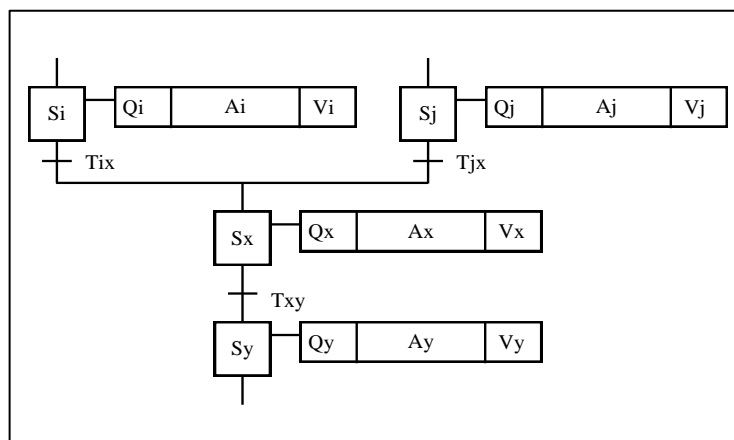 Si Qi Ai Vi Sj Qj Aj Vj
Tix Tjx
Sx Qx Ax Vx
Txy
Sy Qy Ay Vy